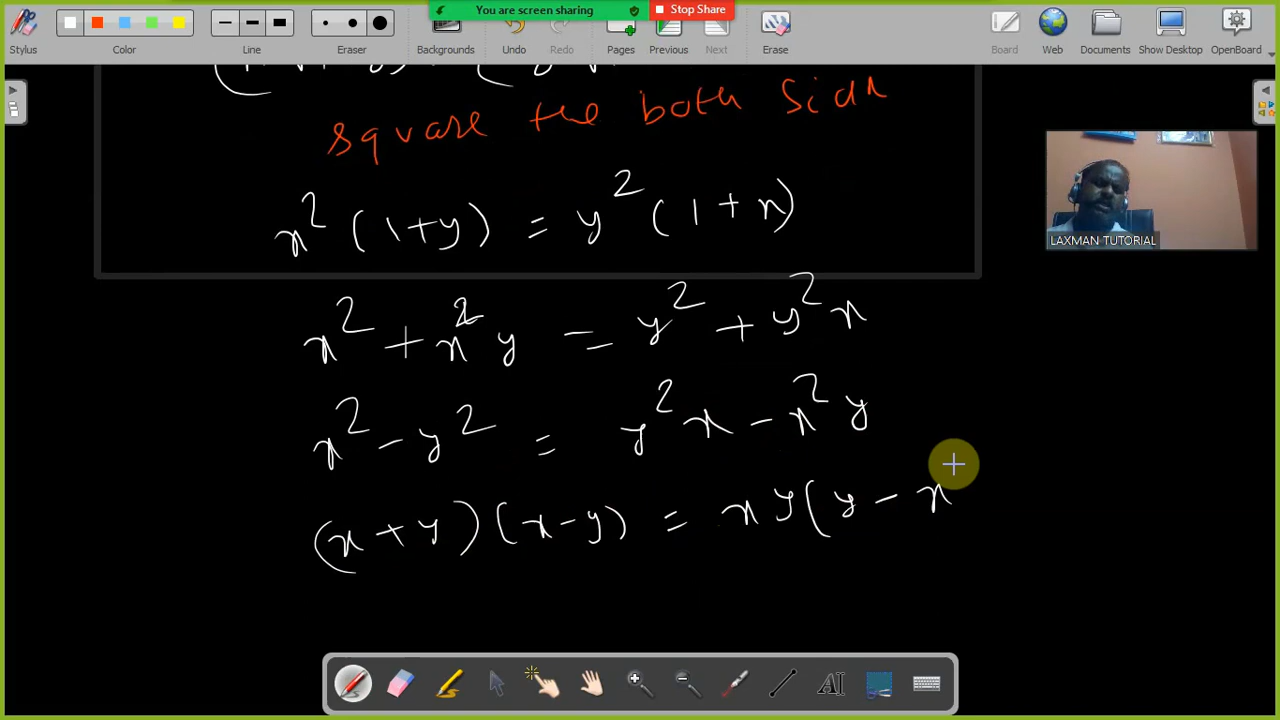 You are screen sharing Stop Share
Stylus Color Line Eraser Backgrounds Undo Redo Pages Previous Next Erase Board Web Documents Show Desktop OpenBoard
square the both side
x² (1+y) = y² (1+x)
x² + x²y = y² + y²x
x² - y² = y²x - x²y
(x+y)(x-y) = xy(y-x
LAXMAN TUTORIAL